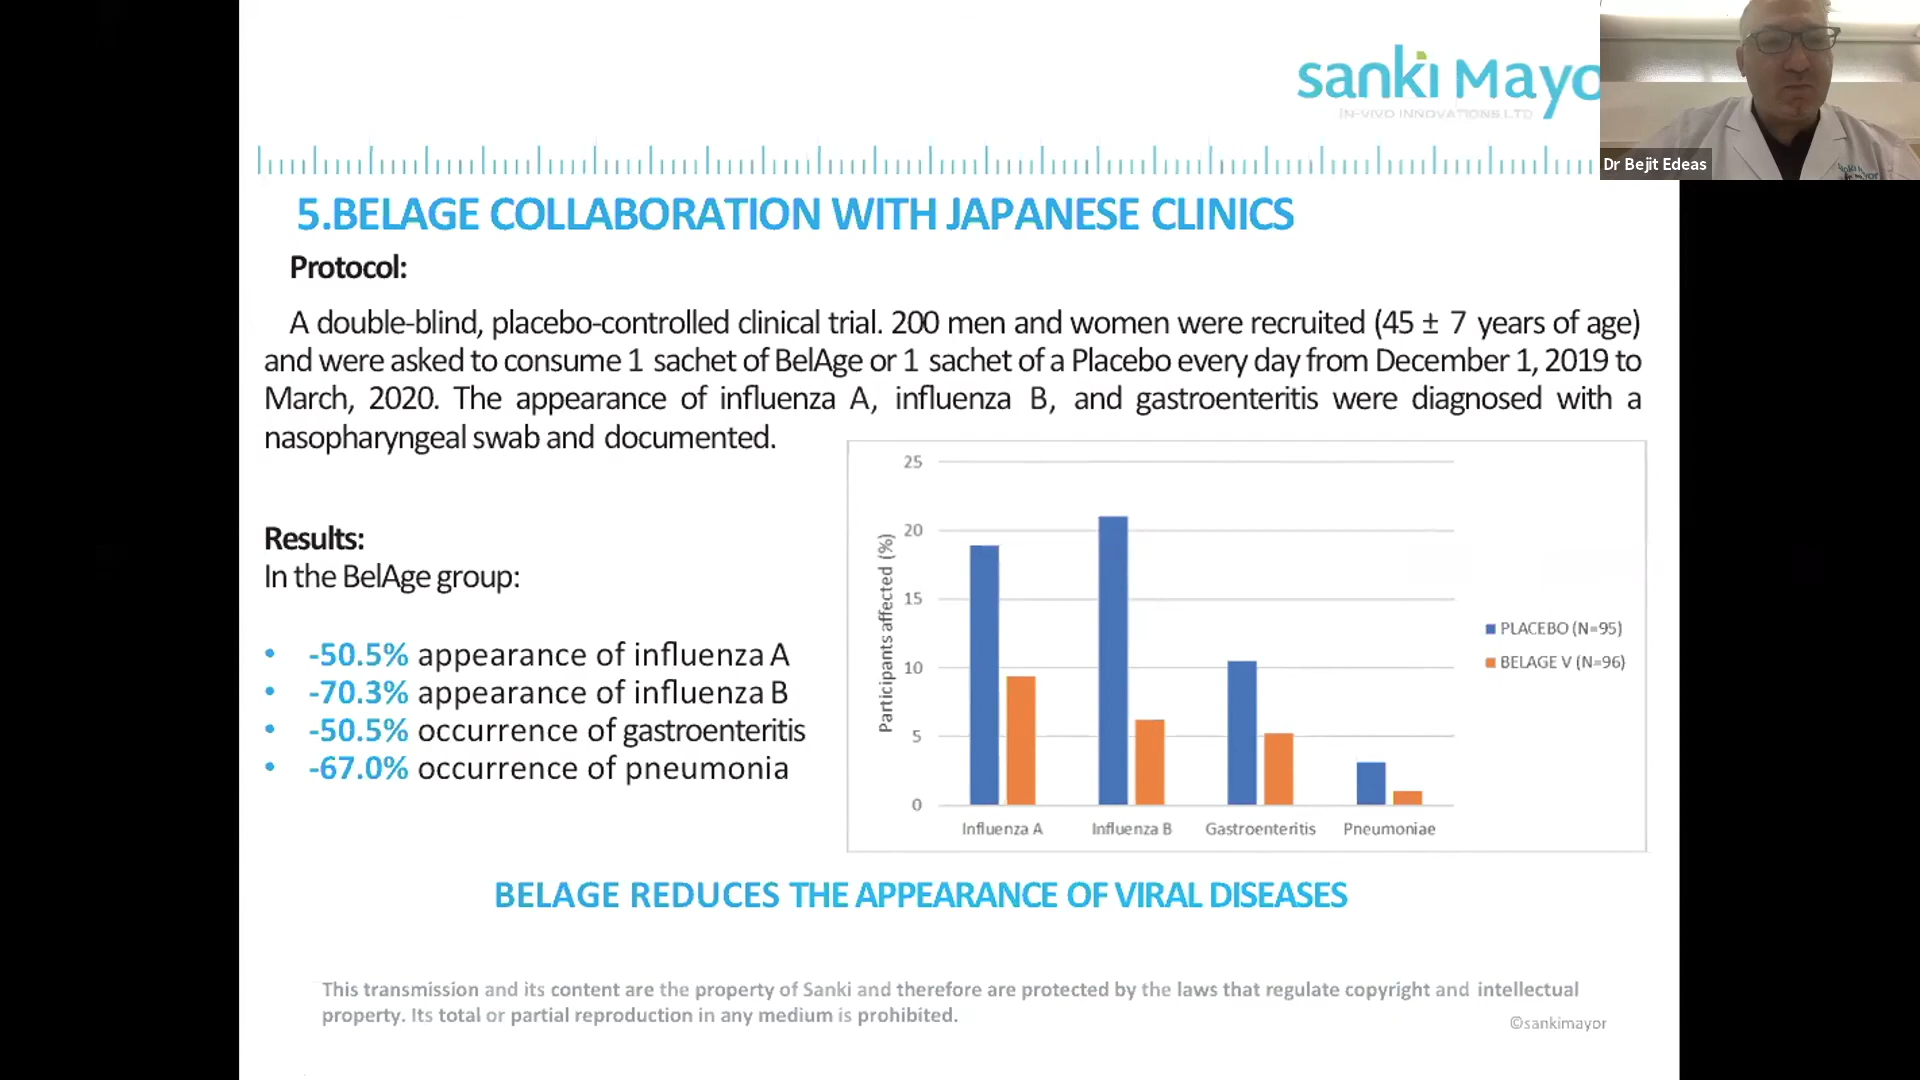 sanki Mayo
IN-VIVO INNOVATIONS LTD
Dr Bejit Edeas
5.BELAGE COLLABORATION WITH JAPANESE CLINICS
Protocol:
A double-blind, placebo-controlled clinical trial. 200 men and women were recruited (45 ± 7 years of age)
and were asked to consume 1 sachet of BelAge or 1 sachet of a Placebo every day from December 1, 2019 to
March, 2020. The appearance of influenza A, influenza B, and gastroenteritis were diagnosed with a
nasopharyngeal swab and documented.
Results:
In the BelAge group:
• -50.5% appearance of influenza A
• -70.3% appearance of influenza B
• -50.5% occurrence of gastroenteritis
• -67.0% occurrence of pneumonia
Participants affected (%)
25
20
15
10
5
0
Influenza A Influenza B Gastroenteritis Pneumoniae
PLACEBO (N=95)
BELAGE V (N=96)
BELAGE REDUCES THE APPEARANCE OF VIRAL DISEASES
This transmission and its content are the property of Sanki and therefore are protected by the laws that regulate copyright and intellectual
property. Its total or partial reproduction in any medium is prohibited.
©sankimayor